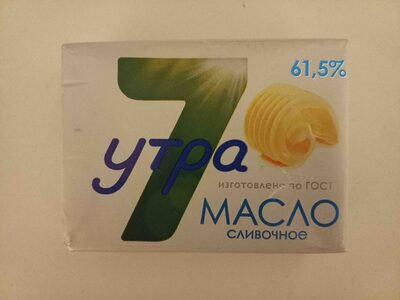 61,5%
7
утра
изготовлено по ГОСТ
МАСЛО
СЛИВОЧНОЕ